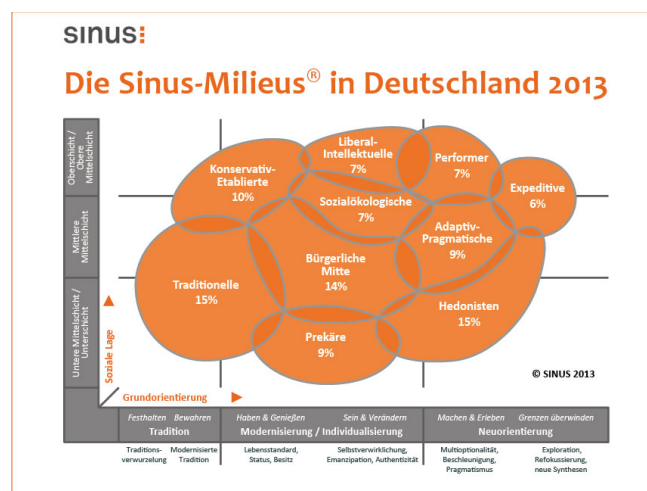 sınus:
Die Sinus-Milieus® in Deutschland 2013
Oberschicht /
Obere
Mittelschicht
Mittlere
Mittelschicht
Untere Mittelschicht /
Unterschicht
Soziale Lage
Konservativ-
Etablierte
10%
Liberal-
Intellektuelle
7%
Performer
7%
Expeditive
6%
Sozialökologische
7%
Adaptiv-
Pragmatische
9%
Traditionelle
15%
Bürgerliche
Mitte
14%
Hedonisten
15%
Prekäre
9%
© SINUS 2013
Grundorientierung
Festhalten Bewahren
Tradition
Haben & Genießen Sein & Verändern
Modernisierung / Individualisierung
Machen & Erleben Grenzen überwinden
Neuorientierung
Traditions-
verwurzelung
Modernisierte
Tradition
Lebensstandard,
Status, Besitz
Selbstverwirklichung,
Emanzipation, Authentizität
Multioptionalität,
Beschleunigung,
Pragmatismus
Exploration,
Refokussierung,
neue Synthesen